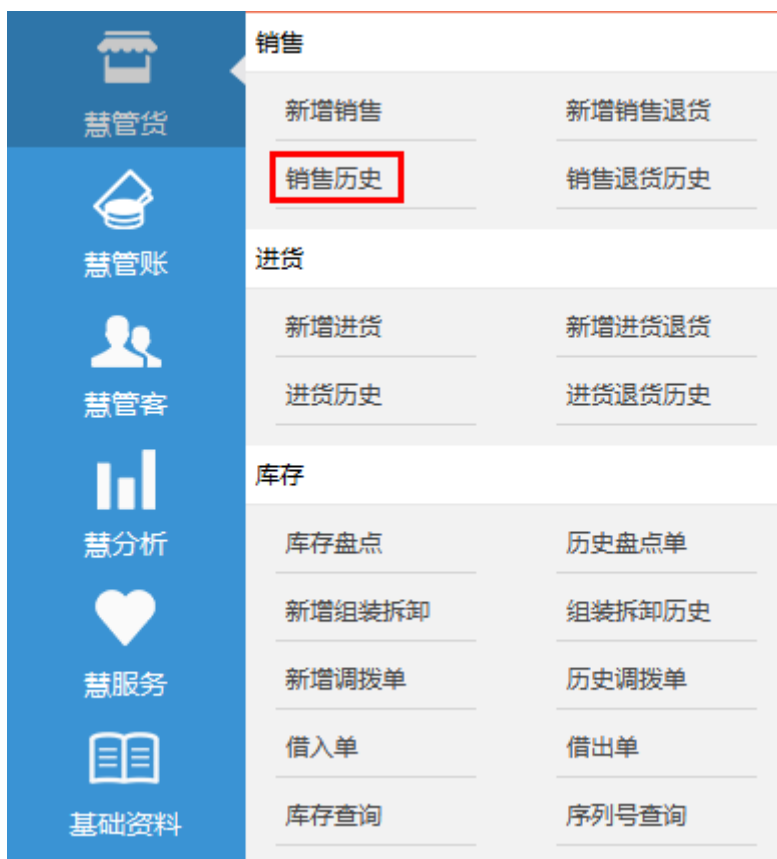 慧管货
慧管账
慧管客
慧分析
慧服务
基础资料
销售
新增销售 新增销售退货
销售历史 销售退货历史
进货
新增进货 新增进货退货
进货历史 进货退货历史
库存
库存盘点 历史盘点单
新增组装拆卸 组装拆卸历史
新增调拨单 历史调拨单
借入单 借出单
库存查询 序列号查询